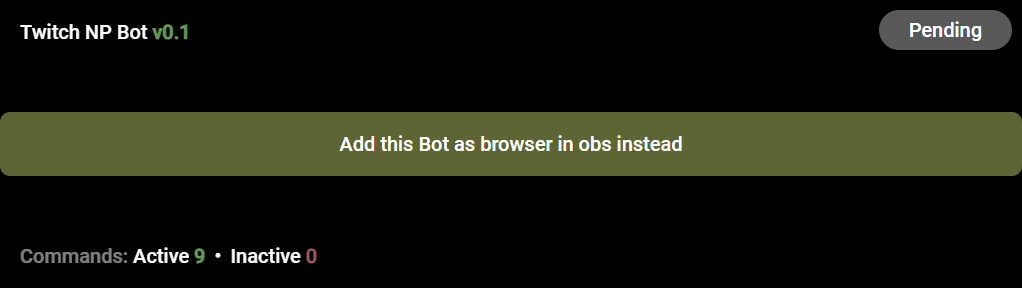 Twitch NP Bot v0.1
Pending
Add this Bot as browser in obs instead
Commands: Active 9 • Inactive 0